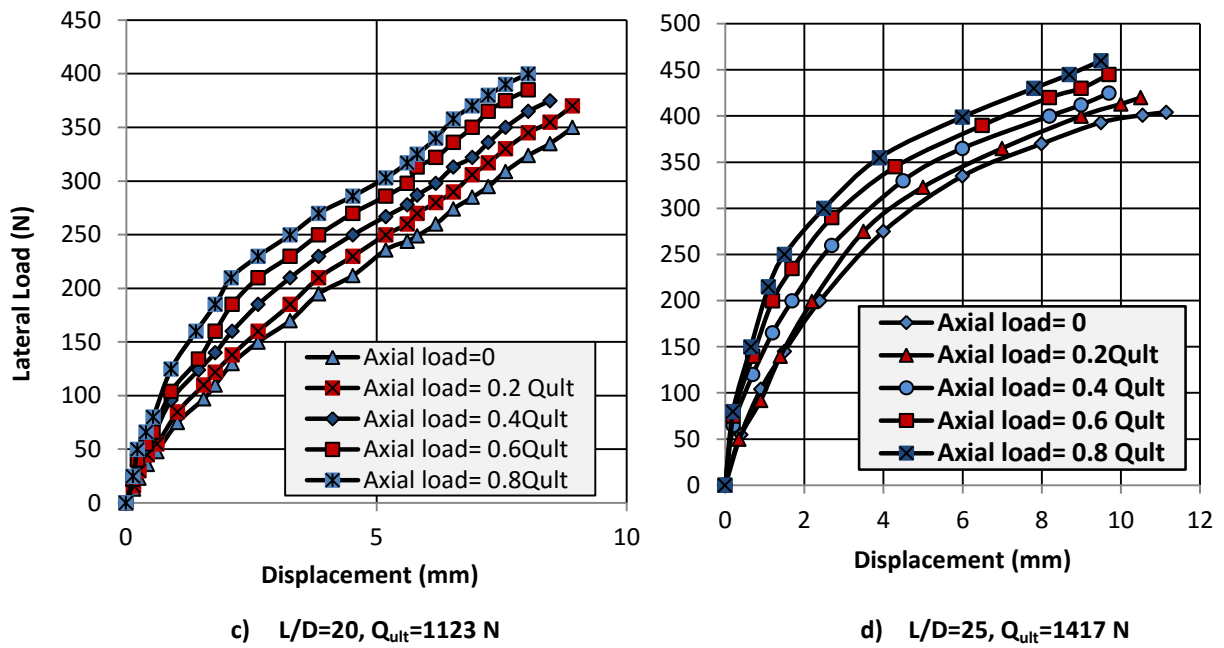 450
400
350
300
250
200
150
100
50
0
0
5
10
Lateral Load (N)
Displacement (mm)
Axial load=0
Axial load= 0.2 Qult
Axial load= 0.4Qult
Axial load= 0.6Qult
Axial load= 0.8Qult
c) L/D=20, Qult=1123 N
500
450
400
350
300
250
200
150
100
50
0
0
2
4
6
8
10
12
Displacement (mm)
Axial load= 0
Axial load= 0.2Qult
Axial load= 0.4 Qult
Axial load= 0.6 Qult
Axial load= 0.8 Qult
d) L/D=25, Qult=1417 N